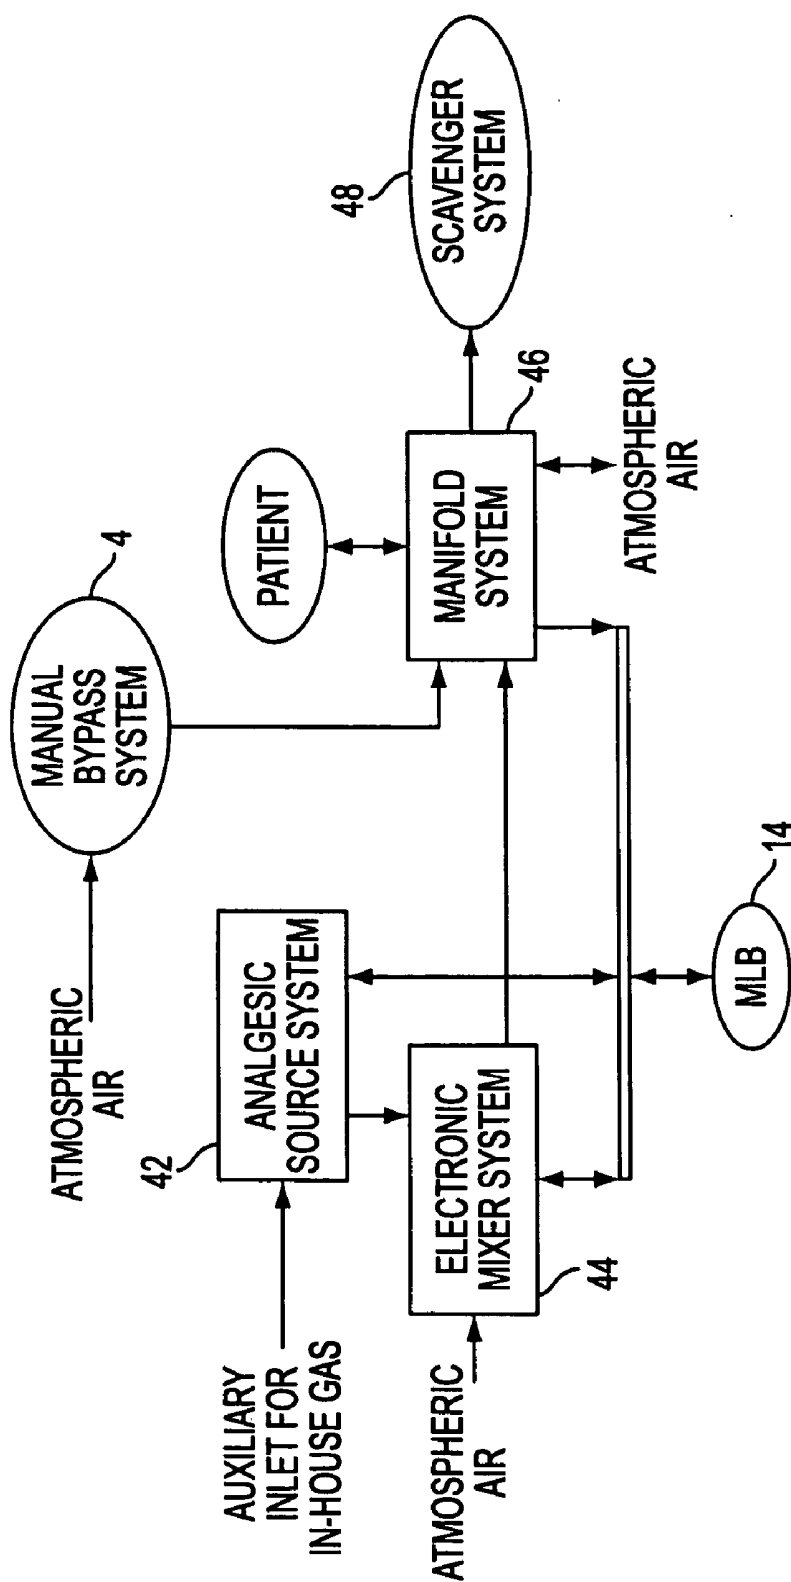 ATMOSPHERIC
AIR
MANUAL
BYPASS
SYSTEM
4
AUXILIARY
INLET FOR
IN-HOUSE GAS
42
ANALGESIC
SOURCE SYSTEM
PATIENT
48
SCAVENGER
SYSTEM
ATMOSPHERIC
AIR
ELECTRONIC
MIXER SYSTEM
44
MANIFOLD
SYSTEM
46
ATMOSPHERIC
AIR
MLB
14